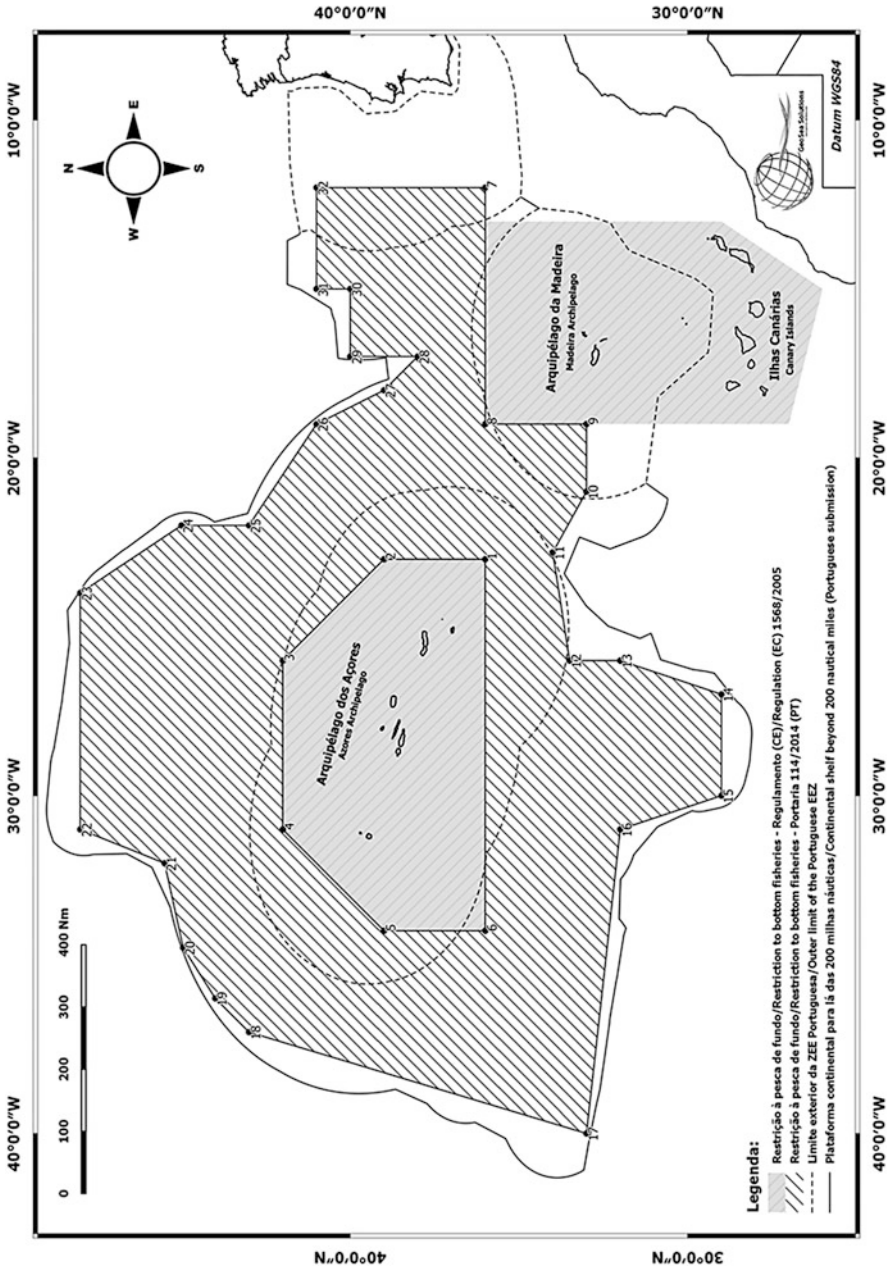 40°0'0"W
30°0'0"W
20°0'0"W
10°0'0"W
40°0'0"N
40°0'0"N
30°0'0"N
30°0'0"N
40°0'0"W
30°0'0"W
20°0'0"W
10°0'0"W
0 100 200 300 400 Nm
N
W E
S
22
23
24
21
20
25
19
18
31
32
26
30
29
27
28
3
4
2
5
Arquipélago dos Açores
Azores Archipelago
6
1
8
7
Arquipélago da Madeira
Madeira Archipelago
11
10
9
12
13
16
17
15
14
Ilhas Canárias
Canary Islands
GeoSea Solutions
Datum WGS84
Legenda:
Restrição à pesca de fundo/Restriction to bottom fisheries - Regulamento (CE)/Regulation (EC) 1568/2005
Restrição à pesca de fundo/Restriction to bottom fisheries - Portaria 114/2014 (PT)
Limite exterior da ZEE Portuguesa/Outer limit of the Portuguese EEZ
Plataforma continental para lá das 200 milhas náuticas/Continental shelf beyond 200 nautical miles (Portuguese submission)